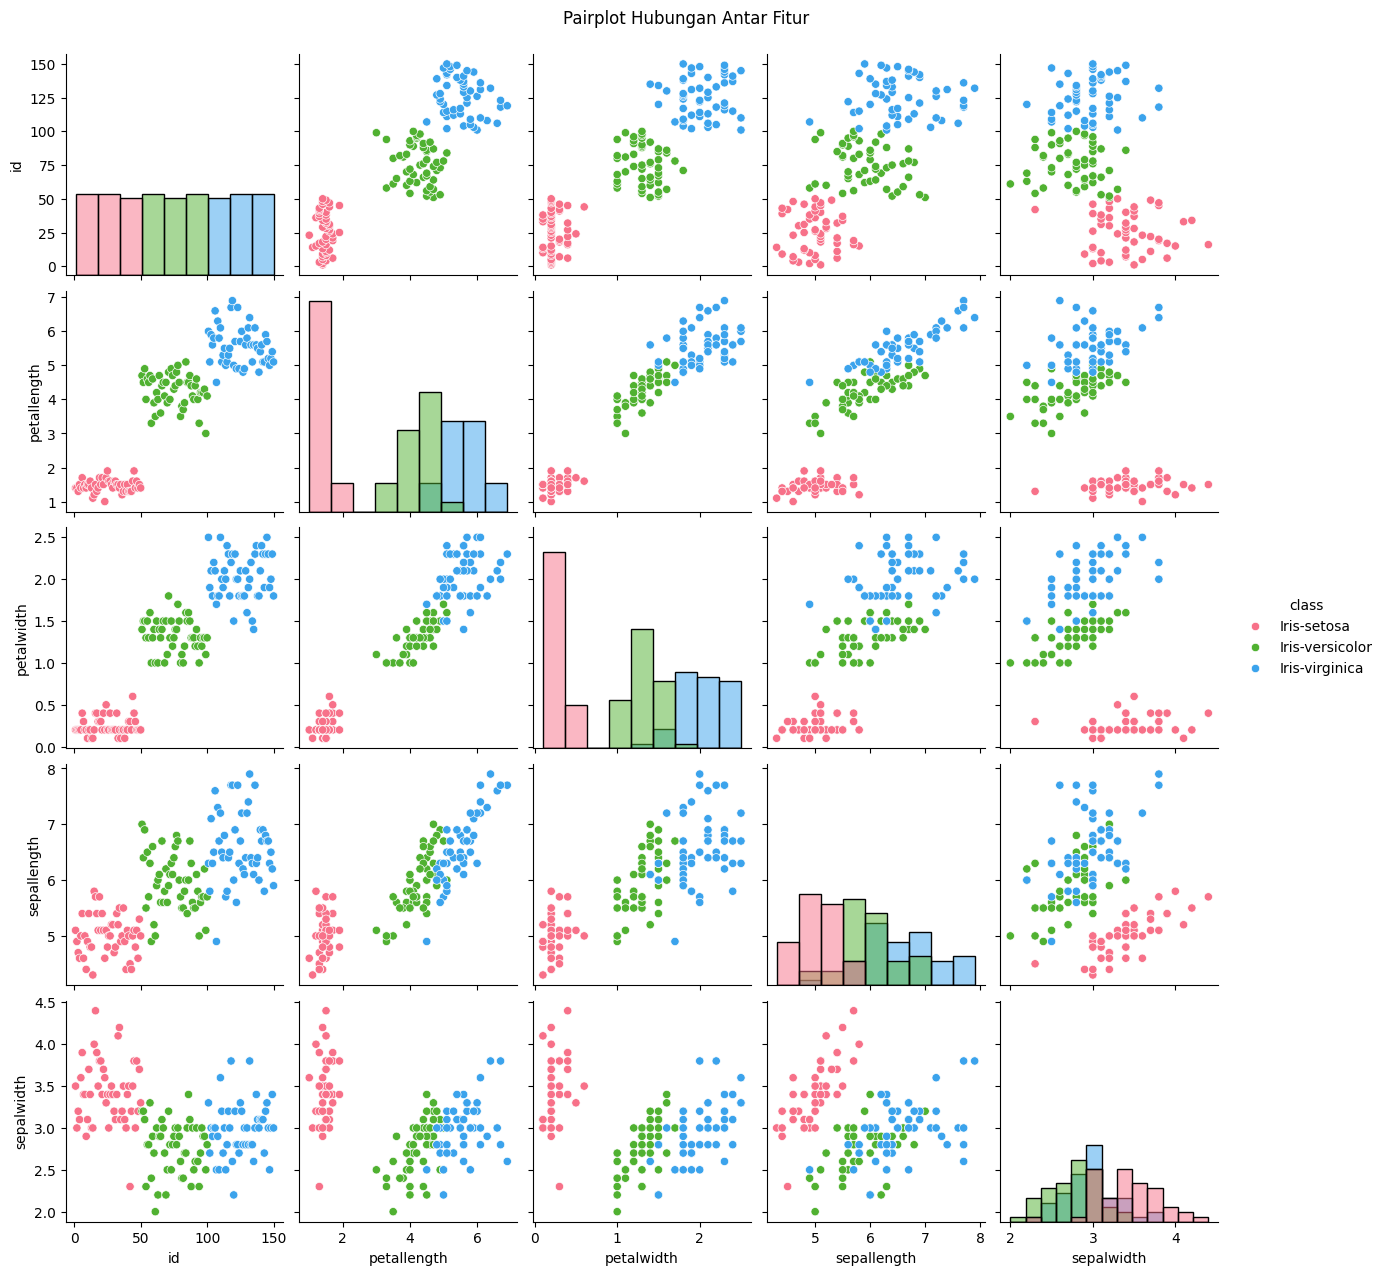 Pairplot Hubungan Antar Fitur
150
125
100
75
50
25
0
id
7
6
5
4
3
2
1
petallength
2.5
2.0
1.5
1.0
0.5
0.0
petalwidth
class
Iris-setosa
Iris-versicolor
Iris-virginica
8
7
6
5
sepallength
4.5
4.0
3.5
3.0
2.5
2.0
sepalwidth
0 50 100 150
2 4 6
0 1 2
5 6 7 8
2 3 4
id
petallength
petalwidth
sepallength
sepalwidth